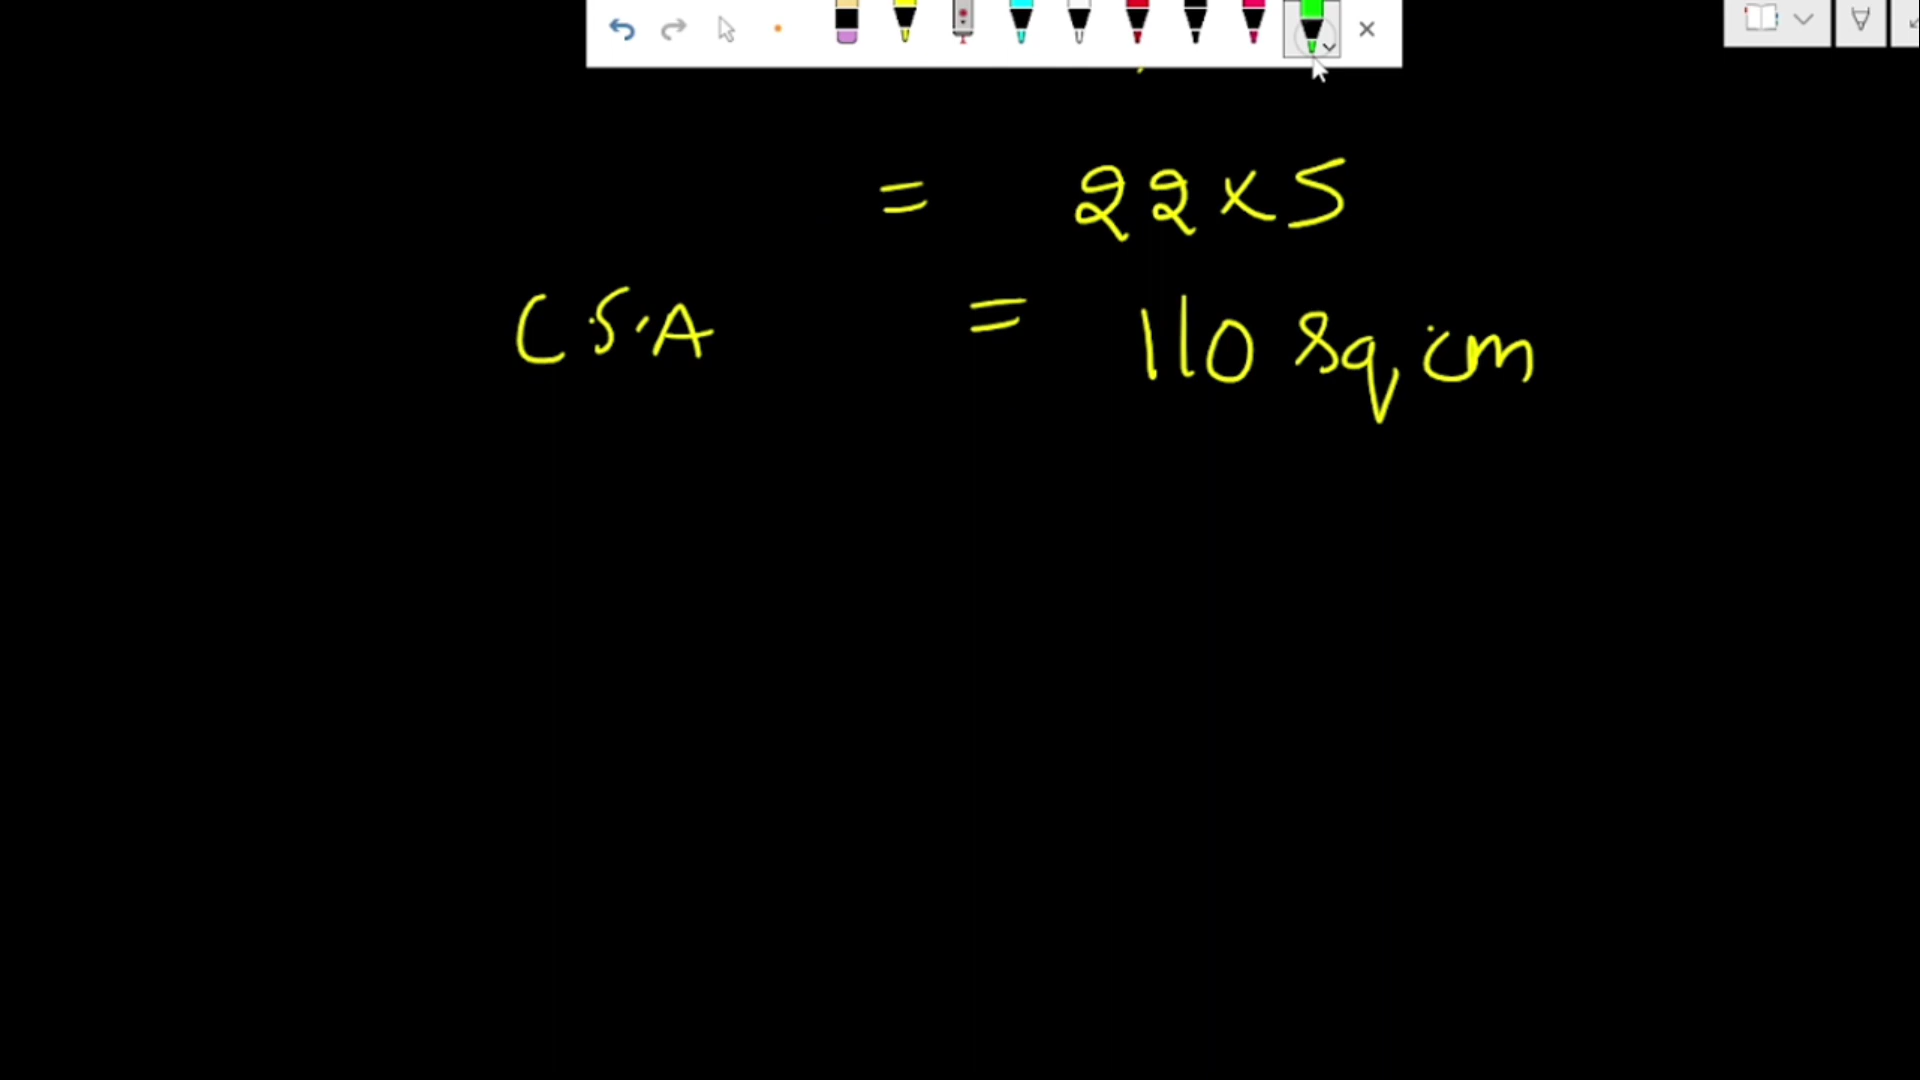 = 22×5
C.S.A = 110 sq cm